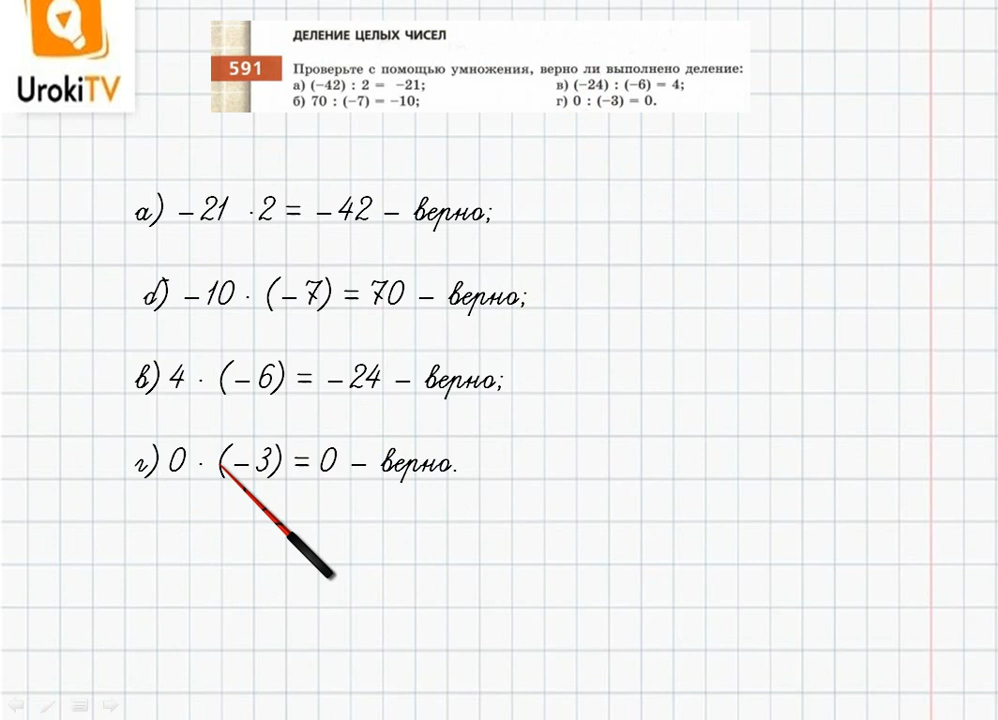 UrokiTV
ДЕЛЕНИЕ ЦЕЛЫХ ЧИСЕЛ
591 Проверьте с помощью умножения, верно ли выполнено деление:
а) (−42) : 2 = −21; в) (−24) : (−6) = 4;
б) 70 : (−7) = −10; г) 0 : (−3) = 0.
а) −21 ·2 = −42 − верно;
б) −10 · (−7) = 70 − верно;
в) 4 · (−6) = −24 − верно;
г) 0 · (−3) = 0 − верно.